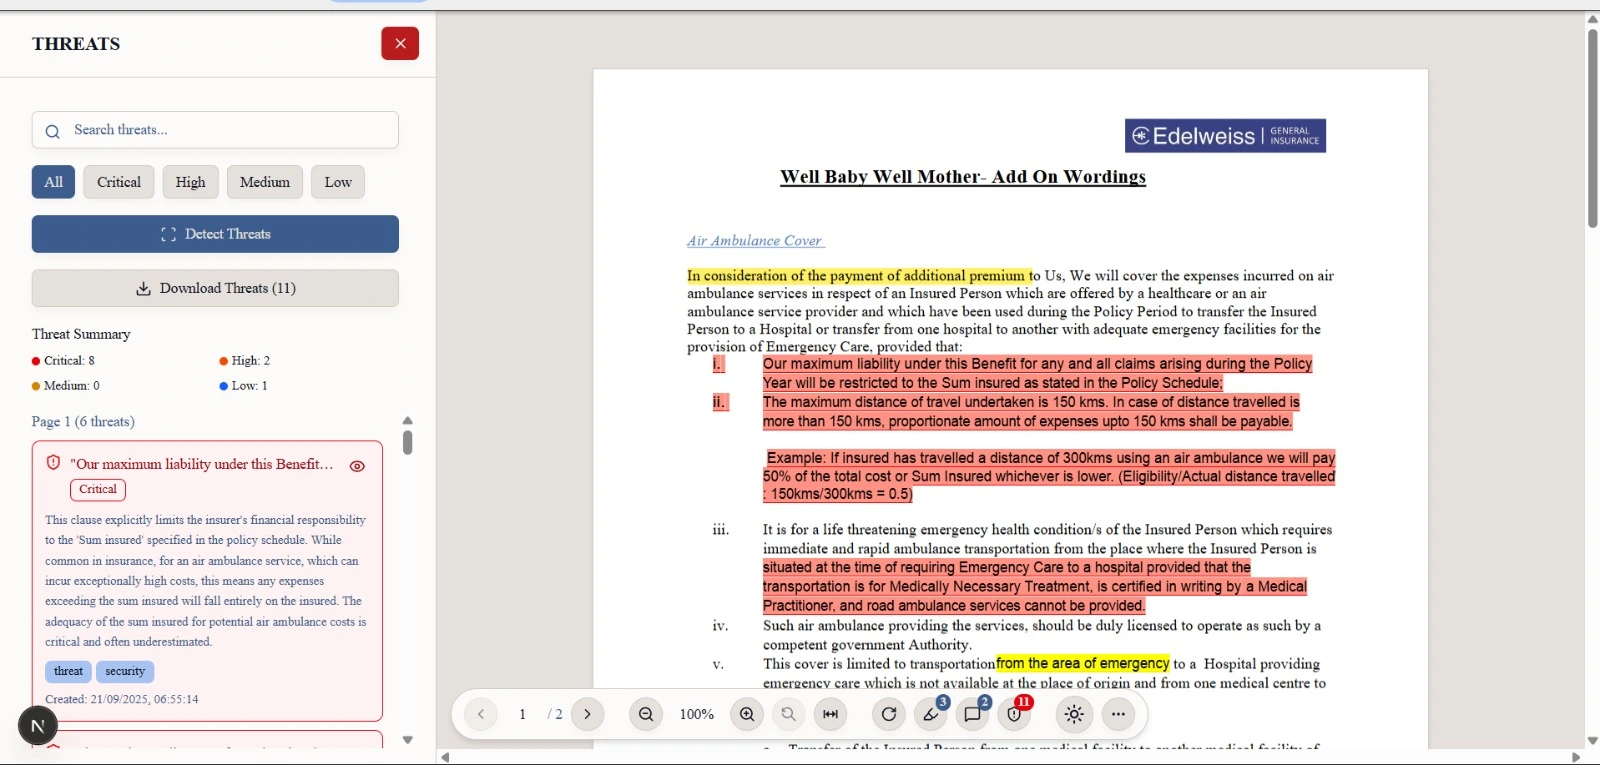 THREATS
Search threats...
All
Critical
High
Medium
Low
Detect Threats
Download Threats (11)
Threat Summary
Critical: 8
High: 2
Medium: 0
Low: 1
Page 1 (6 threats)
"Our maximum liability under this Benefit...
Critical
This clause explicitly limits the insurer's financial responsibility
to the 'Sum insured' specified in the policy schedule. While
common in insurance, for an air ambulance service, which can
incur exceptionally high costs, this means any expenses
exceeding the sum insured will fall entirely on the insured. The
adequacy of the sum insured for potential air ambulance costs is
critical and often underestimated.
threat
security
Created: 21/09/2025, 06:55:14
N
Edelweiss
GENERAL
INSURANCE
Well Baby Well Mother- Add On Wordings
Air Ambulance Cover
In consideration of the payment of additional premium to Us, We will cover the expenses incurred on air
ambulance services in respect of an Insured Person which are offered by a healthcare or an air
ambulance service provider and which have been used during the Policy Period to transfer the Insured
Person to a Hospital or transfer from one hospital to another with adequate emergency facilities for the
provision of Emergency Care, provided that:
i. Our maximum liability under this Benefit for any and all claims arising during the Policy
Year will be restricted to the Sum insured as stated in the Policy Schedule;
ii. The maximum distance of travel undertaken is 150 kms. In case of distance travelled is
more than 150 kms, proportionate amount of expenses upto 150 kms shall be payable.
Example: If insured has travelled a distance of 300kms using an air ambulance we will pay
50% of the total cost or Sum Insured whichever is lower. (Eligibility/Actual distance travelled
: 150kms/300kms = 0.5)
iii. It is for a life threatening emergency health condition/s of the Insured Person which requires
immediate and rapid ambulance transportation from the place where the Insured Person is
situated at the time of requiring Emergency Care to a hospital provided that the
transportation is for Medically Necessary Treatment, is certified in writing by a Medical
Practitioner, and road ambulance services cannot be provided.
iv. Such air ambulance providing the services, should be duly licensed to operate as such by a
competent government Authority.
v. This cover is limited to transportation from the area of emergency to a Hospital providing
emergency care which is not available at the place of origin and from one medical centre to
1 / 2
100%
3
2
11
a. Transfer of the Insured Person from one medical facility to another medical facility of